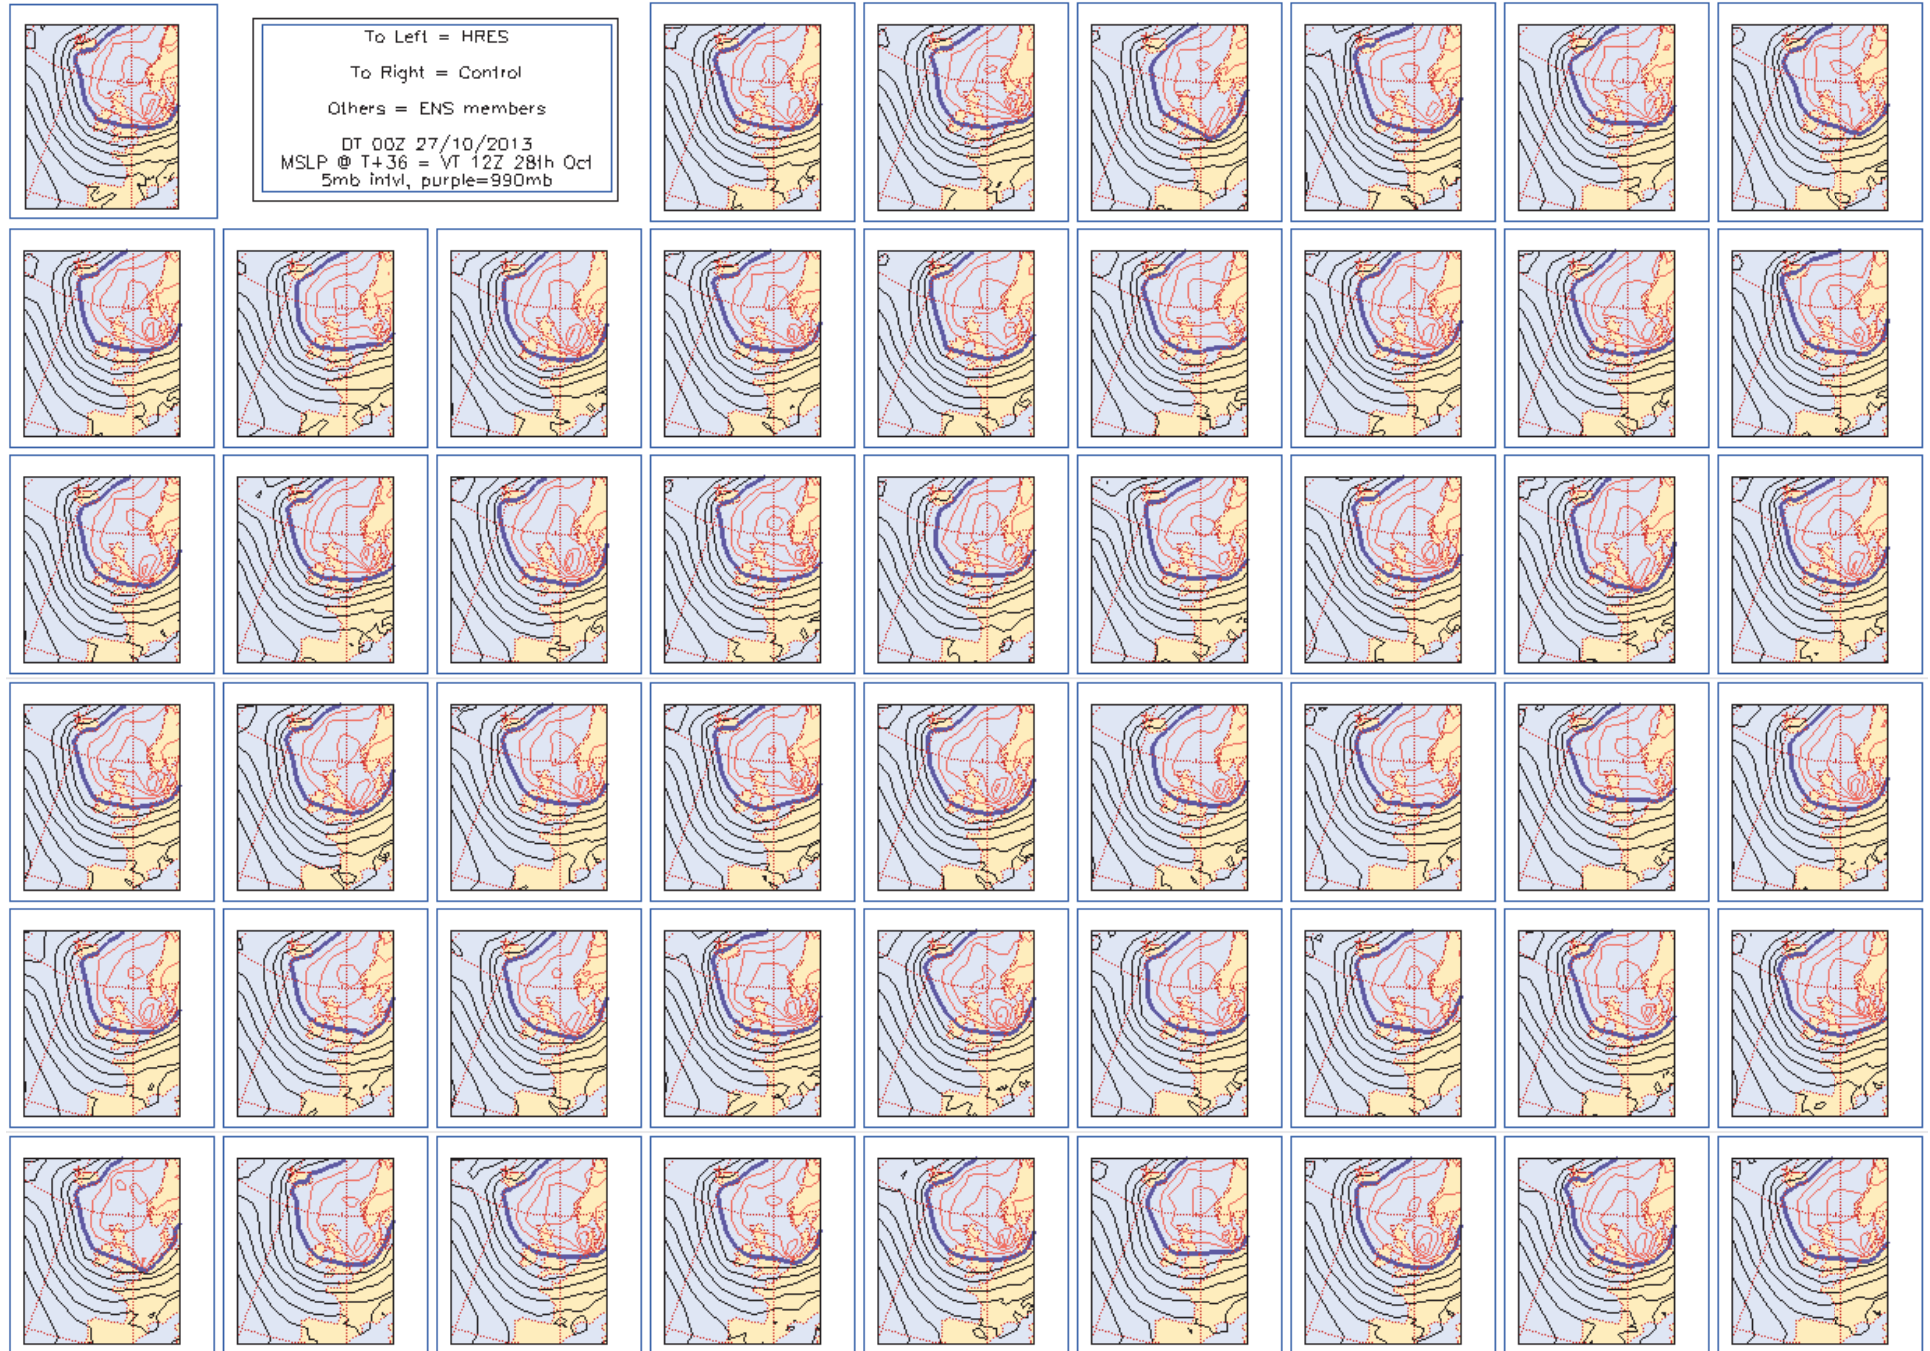 To Left = HRES
To Right = Control
Others = ENS members
DT 00Z 27/10/2013
MSLP @ T+36 = VT 12Z 28th Oct
5mb intvl, purple=990mb